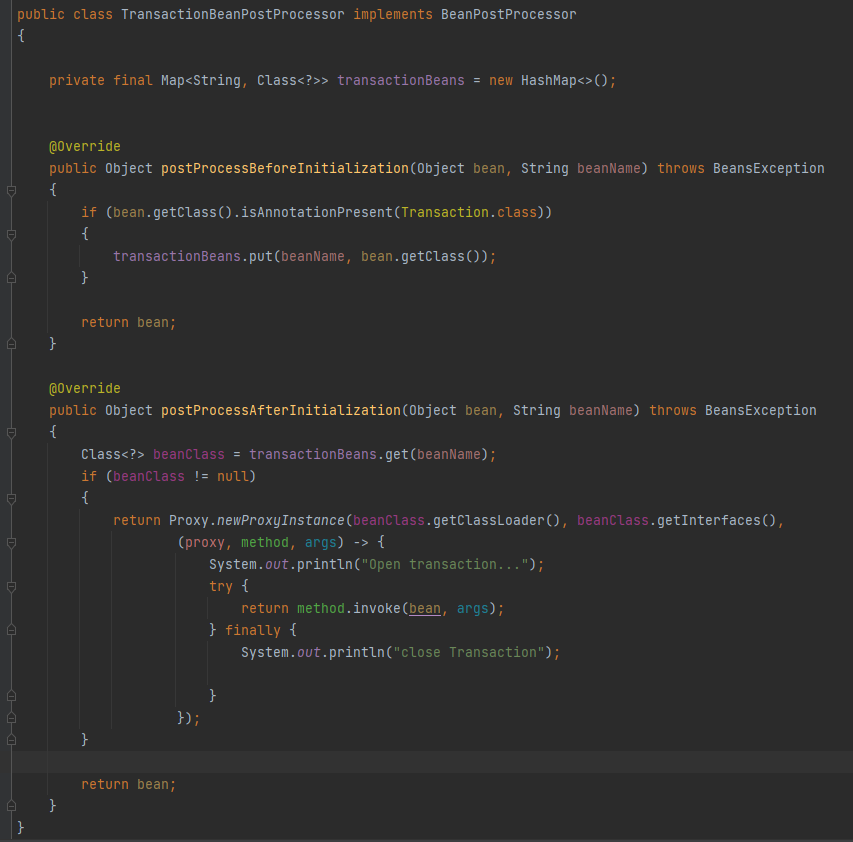 public class TransactionBeanPostProcessor implements BeanPostProcessor
{
private final Map<String, Class<?>> transactionBeans = new HashMap<>();
@Override
public Object postProcessBeforeInitialization(Object bean, String beanName) throws BeansException
{
if (bean.getClass().isAnnotationPresent(Transaction.class))
{
transactionBeans.put(beanName, bean.getClass());
}
return bean;
}
@Override
public Object postProcessAfterInitialization(Object bean, String beanName) throws BeansException
{
Class<?> beanClass = transactionBeans.get(beanName);
if (beanClass != null)
{
return Proxy.newProxyInstance(beanClass.getClassLoader(), beanClass.getInterfaces(),
(proxy, method, args) -> {
System.out.println("Open transaction...");
try {
return method.invoke(bean, args);
} finally {
System.out.println("close Transaction");
}
});
}
return bean;
}
}